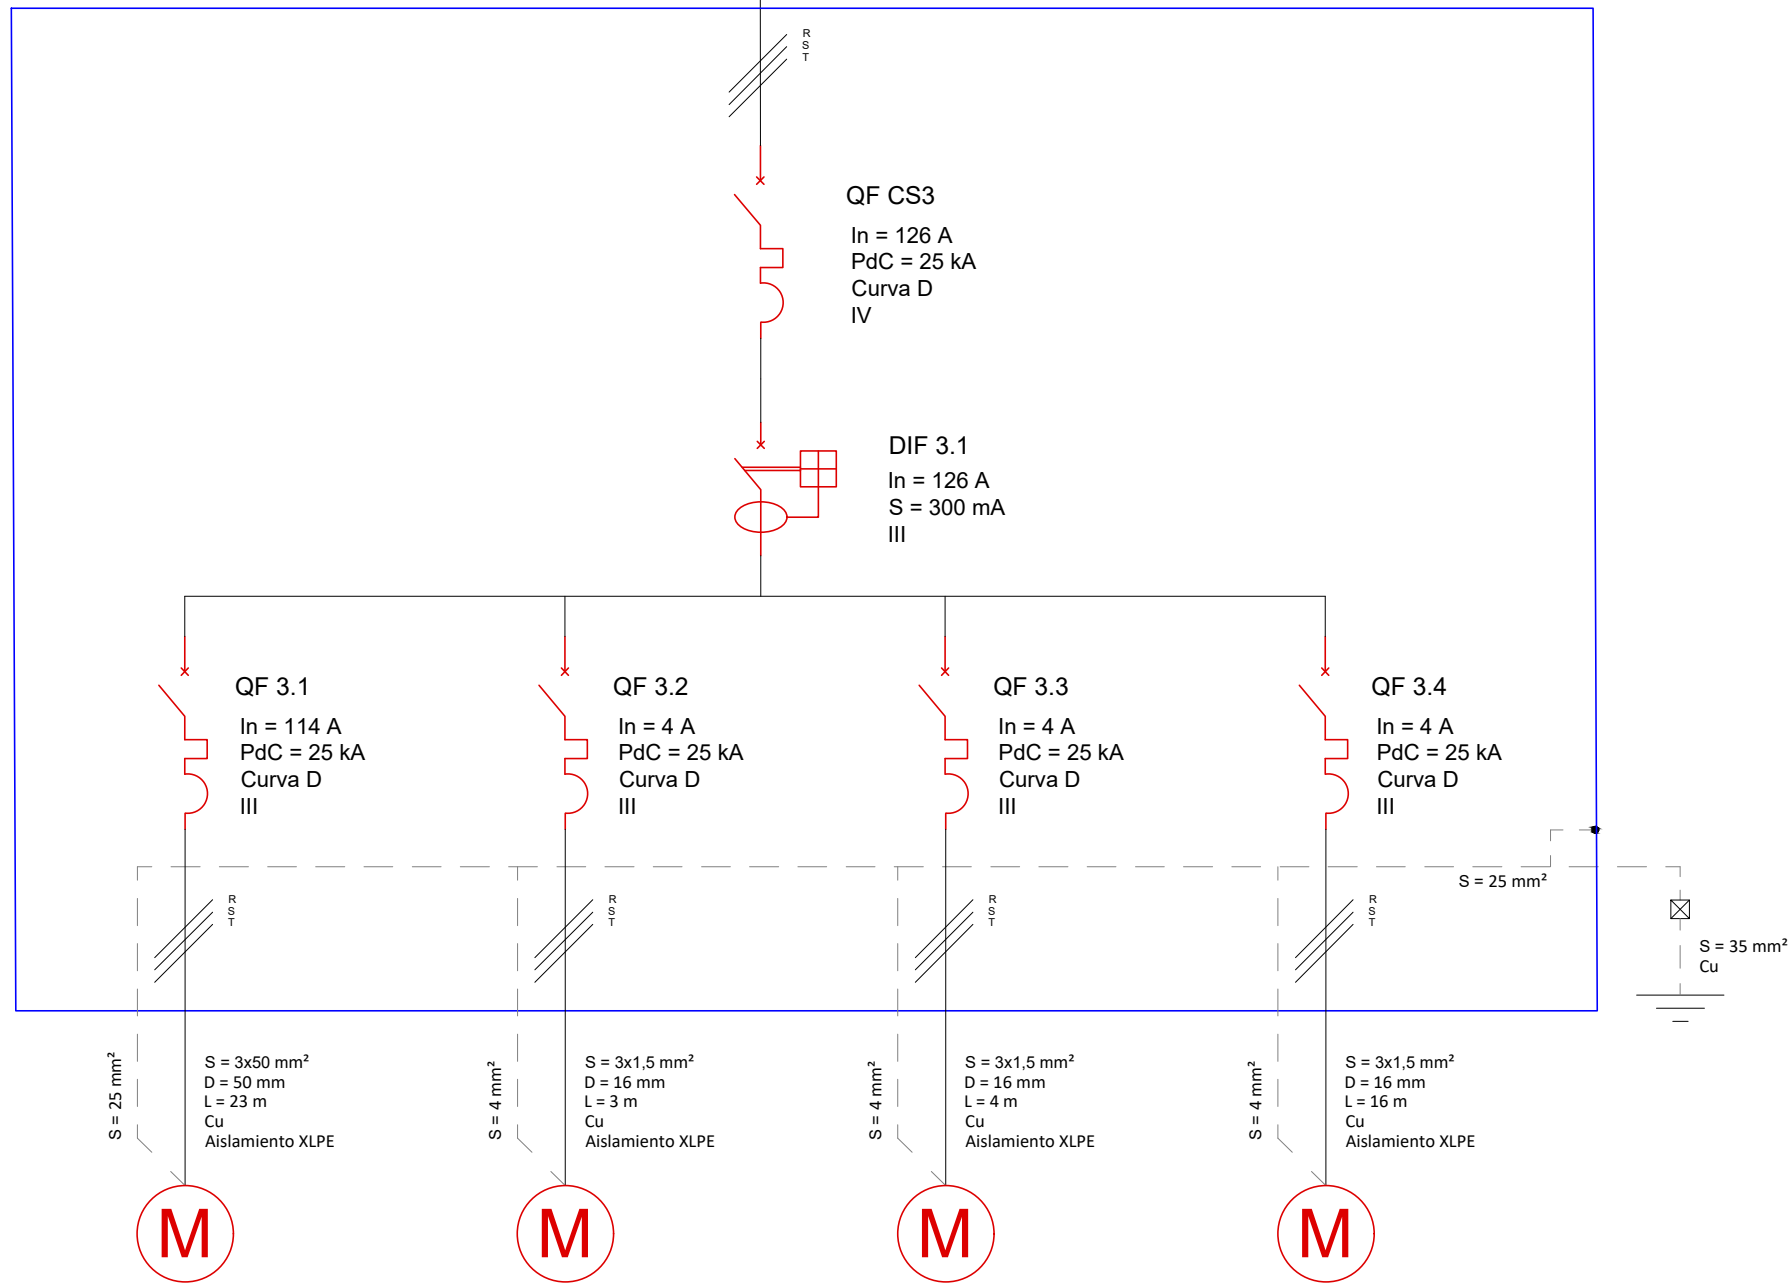 R
S
T
QF CS3
In = 126 A
PdC = 25 kA
Curva D
IV
DIF 3.1
In = 126 A
S = 300 mA
III
QF 3.1
In = 114 A
PdC = 25 kA
Curva D
III
QF 3.2
In = 4 A
PdC = 25 kA
Curva D
III
QF 3.3
In = 4 A
PdC = 25 kA
Curva D
III
QF 3.4
In = 4 A
PdC = 25 kA
Curva D
III
S = 25 mm²
R
S
T
R
S
T
R
S
T
R
S
T
S = 35 mm²
Cu
S = 25 mm²
S = 3x50 mm²
D = 50 mm
L = 23 m
Cu
Aislamiento XLPE
S = 4 mm²
S = 3x1,5 mm²
D = 16 mm
L = 3 m
Cu
Aislamiento XLPE
S = 4 mm²
S = 3x1,5 mm²
D = 16 mm
L = 4 m
Cu
Aislamiento XLPE
S = 4 mm²
S = 3x1,5 mm²
D = 16 mm
L = 16 m
Cu
Aislamiento XLPE
M
M
M
M